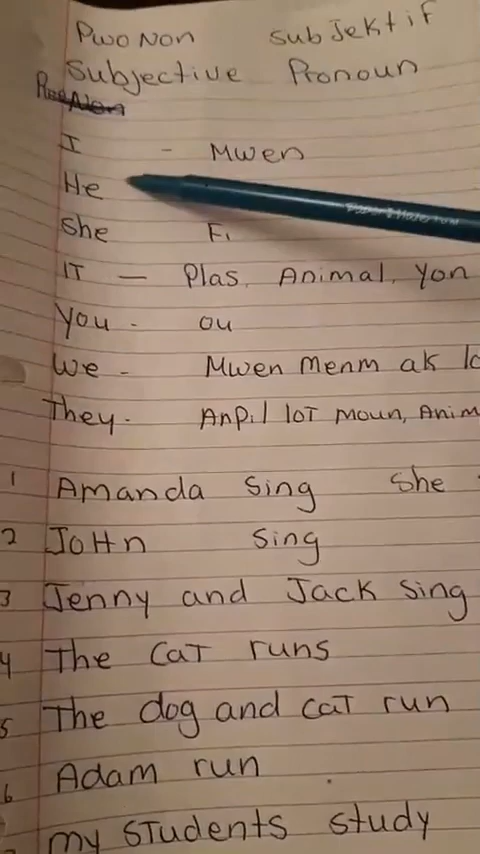 Pwo Non Subjektif
Subjective Pronoun
I - Mwen
He
She Fi
IT - Plas, Animal, yon
You - ou
We - Mwen menm ak
They - Anpil loT moun, Anim
1 Amanda Sing She
2 JoHn Sing
3 Jenny and Jack Sing
4 The CaT runs
5 The dog and caT run
6 Adam run
my STudenTs sTudy